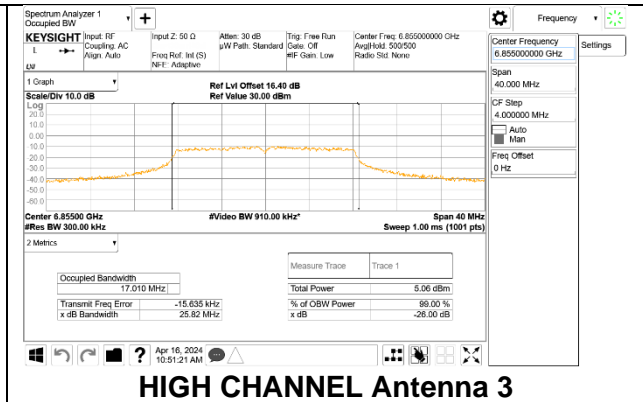 Spectrum Analyzer 1
Occupied BW
+
Frequency
KEYSIGHT Input: RF Input Z: 50 Ω Atten: 30 dB Trig: Free Run Center Freq: 6.855000000 GHz
L Coupling: AC µW Path: Standard Gate: Off Avg|Hold: 500/500
Align: Auto Freq Ref: Int (S) #IF Gain: Low Radio Std: None
NFE: Adaptive
1 Graph
Scale/Div 10.0 dB
Ref Lvl Offset 16.40 dB
Ref Value 30.00 dBm
Log
20.0
10.0
0.00
-10.0
-20.0
-30.0
-40.0
-50.0
-60.0
Center 6.85500 GHz #Video BW 910.00 kHz* Span 40 MHz
#Res BW 300.00 kHz Sweep 1.00 ms (1001 pts)
2 Metrics
Measure Trace Trace 1
Occupied Bandwidth
17.010 MHz Total Power 5.06 dBm
Transmit Freq Error -15.635 kHz % of OBW Power 99.00 %
x dB Bandwidth 25.82 MHz x dB -26.00 dB
Center Frequency
6.855000000 GHz
Settings
Span
40.000 MHz
CF Step
4.000000 MHz
Auto
Man
Freq Offset
0 Hz
?
Apr 16, 2024
10:51:21 AM
HIGH CHANNEL Antenna 3